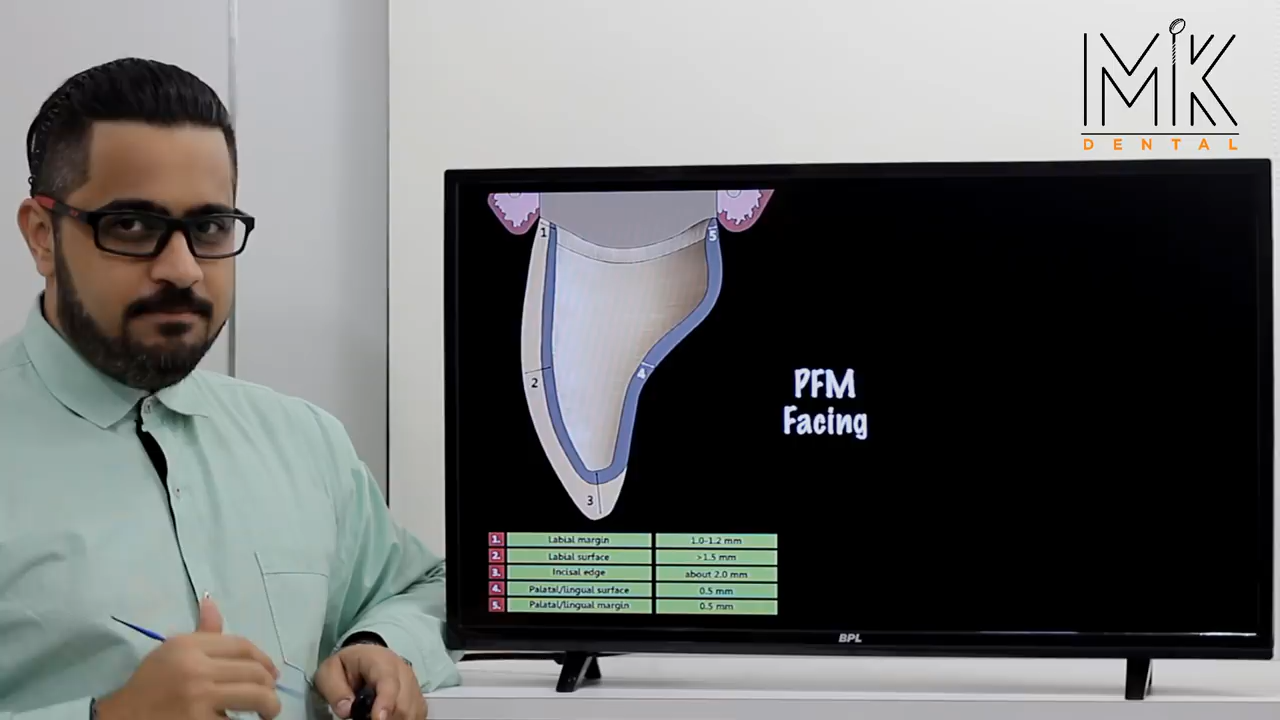 MiK
DENTAL
1
5
2
4
3
PFM
Facing
1. Labial margin 1.0-1.2 mm
2. Labial surface >1.5 mm
3. Incisal edge about 2.0 mm
4. Palatal/lingual surface 0.5 mm
5. Palatal/lingual margin 0.5 mm
BPL